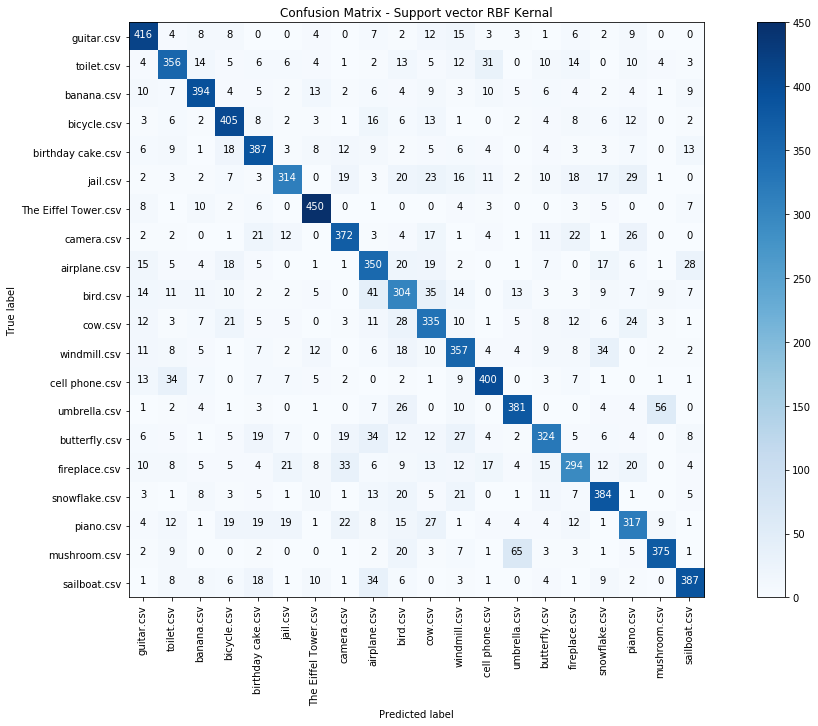 Confusion Matrix - Support vector RBF Kernal
guitar.csv 416 4 8 8 0 0 4 0 7 2 12 15 3 3 1 6 2 9 0 0
toilet.csv 4 356 14 5 6 6 4 1 2 13 5 12 31 0 10 14 0 10 4 3
banana.csv 10 7 394 4 5 2 13 2 6 4 9 3 10 5 6 4 2 4 1 9
bicycle.csv 3 6 2 405 8 2 3 1 16 6 13 1 0 2 4 8 6 12 0 2
birthday cake.csv 6 9 1 18 387 3 8 12 9 2 5 6 4 0 4 3 3 7 0 13
jail.csv 2 3 2 7 3 314 0 19 3 20 23 16 11 2 10 18 17 29 1 0
The Eiffel Tower.csv 8 1 10 2 6 0 450 0 1 0 0 4 3 0 0 3 5 0 0 7
camera.csv 2 2 0 1 21 12 0 372 3 4 17 1 4 1 11 22 1 26 0 0
airplane.csv 15 5 4 18 5 0 1 1 350 20 19 2 0 1 7 0 17 6 1 28
bird.csv 14 11 11 10 2 2 5 0 41 304 35 14 0 13 3 3 9 7 9 7
cow.csv 12 3 7 21 5 5 0 3 11 28 335 10 1 5 8 12 6 24 3 1
windmill.csv 11 8 5 1 7 2 12 0 6 18 10 357 4 4 9 8 34 0 2 2
cell phone.csv 13 34 7 0 7 7 5 2 0 2 1 9 400 0 3 7 1 0 1 1
umbrella.csv 1 2 4 1 3 0 1 0 7 26 0 10 0 381 0 0 4 4 56 0
butterfly.csv 6 5 1 5 19 7 0 19 34 12 12 27 4 2 324 5 6 4 0 8
fireplace.csv 10 8 5 5 4 21 8 33 6 9 13 12 17 4 15 294 12 20 0 4
snowflake.csv 3 1 8 3 5 1 10 1 13 20 5 21 0 1 11 7 384 1 0 5
piano.csv 4 12 1 19 19 19 1 22 8 15 27 1 4 4 4 12 1 317 9 1
mushroom.csv 2 9 0 0 2 0 0 1 2 20 3 7 1 65 3 3 1 5 375 1
sailboat.csv 1 8 8 6 18 1 10 1 34 6 0 3 1 0 4 1 9 2 0 387
guitar.csv
toilet.csv
banana.csv
bicycle.csv
birthday cake.csv
jail.csv
The Eiffel Tower.csv
camera.csv
airplane.csv
bird.csv
cow.csv
windmill.csv
cell phone.csv
umbrella.csv
butterfly.csv
fireplace.csv
snowflake.csv
piano.csv
mushroom.csv
sailboat.csv
True label
Predicted label
450
400
350
300
250
200
150
100
50
0